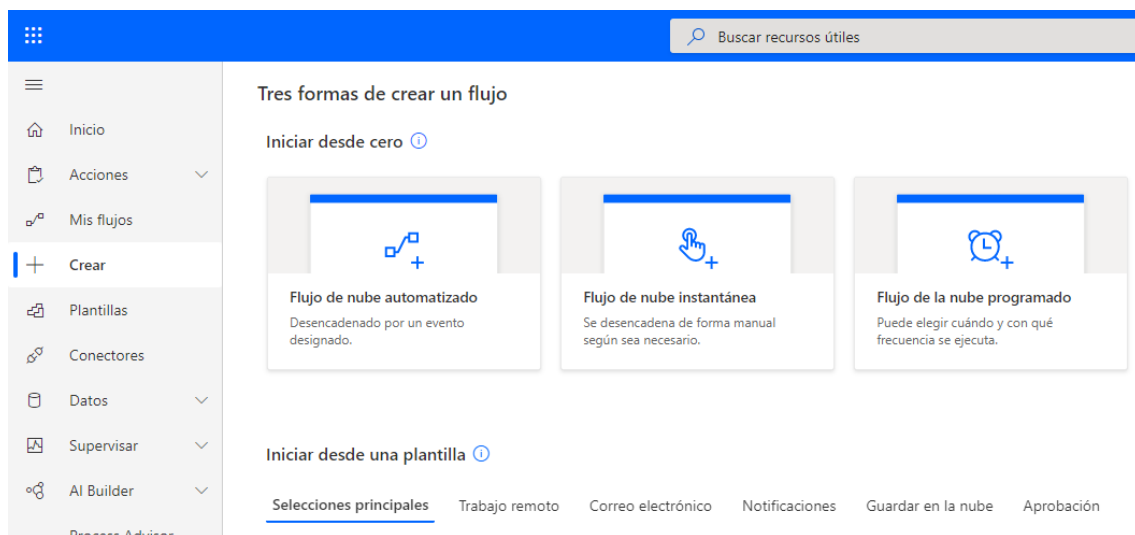 Buscar recursos útiles
Inicio
Acciones
Mis flujos
Crear
Plantillas
Conectores
Datos
Supervisar
AI Builder
Process Advisor
Tres formas de crear un flujo
Iniciar desde cero
Flujo de nube automatizado
Desencadenado por un evento
designado.
Flujo de nube instantánea
Se desencadena de forma manual
según sea necesario.
Flujo de la nube programado
Puede elegir cuándo y con qué
frecuencia se ejecuta.
Iniciar desde una plantilla
Selecciones principales Trabajo remoto Correo electrónico Notificaciones Guardar en la nube Aprobación